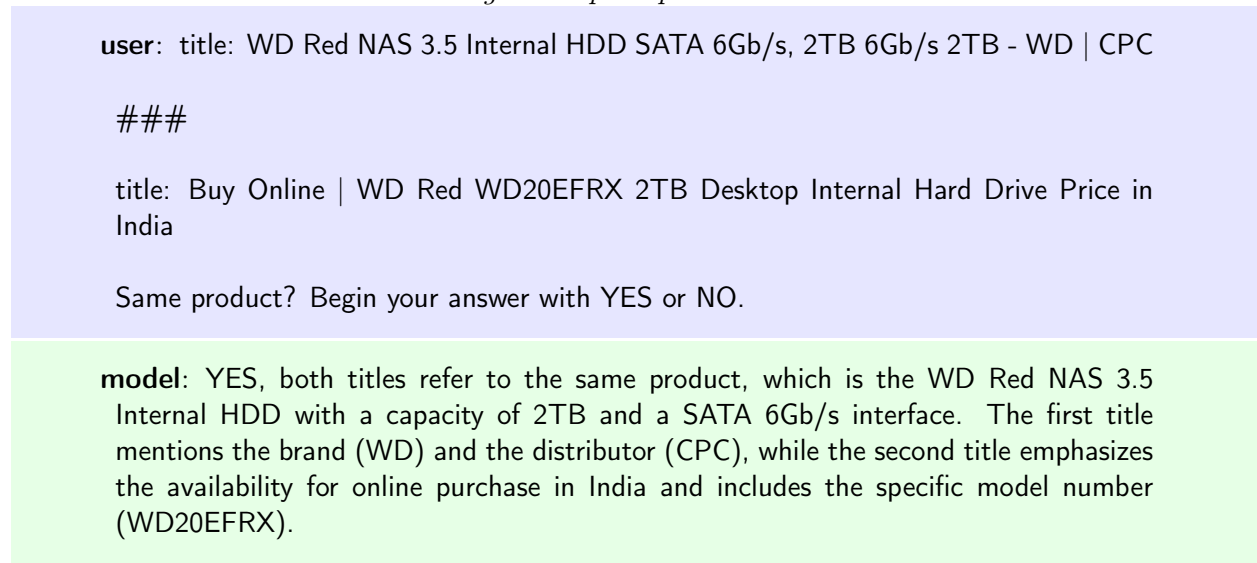 user: title: WD Red NAS 3.5 Internal HDD SATA 6Gb/s, 2TB 6Gb/s 2TB - WD | CPC
###
title: Buy Online | WD Red WD20EFRX 2TB Desktop Internal Hard Drive Price in
India
Same product? Begin your answer with YES or NO.
model: YES, both titles refer to the same product, which is the WD Red NAS 3.5
Internal HDD with a capacity of 2TB and a SATA 6Gb/s interface. The first title
mentions the brand (WD) and the distributor (CPC), while the second title emphasizes
the availability for online purchase in India and includes the specific model number
(WD20EFRX).